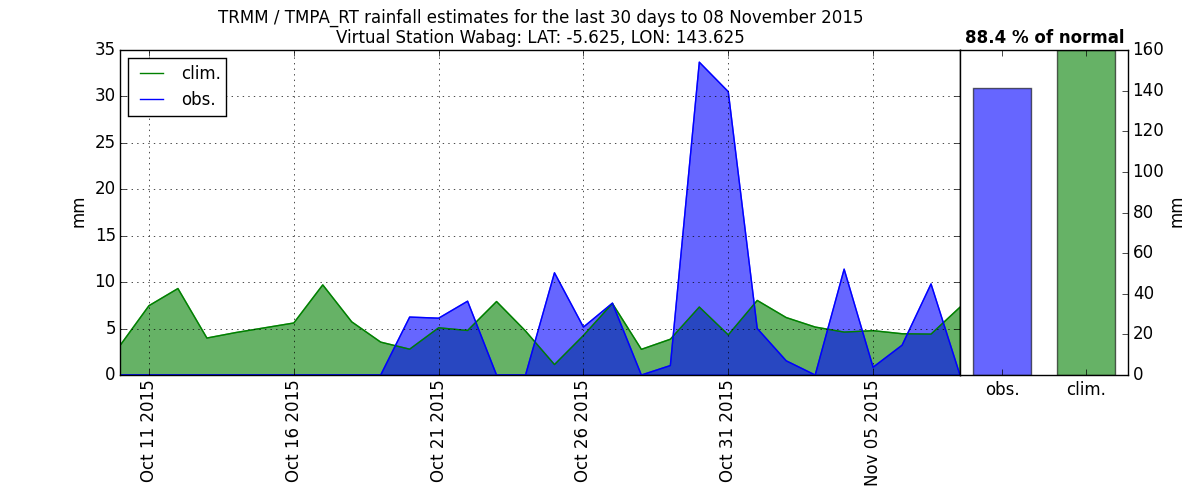 TRMM / TMPA_RT rainfall estimates for the last 30 days to 08 November 2015
Virtual Station Wabag: LAT: -5.625, LON: 143.625
88.4 % of normal
clim.
obs.
35
30
25
20
15
10
5
0
mm
Oct 11 2015
Oct 16 2015
Oct 21 2015
Oct 26 2015
Oct 31 2015
Nov 05 2015
obs.
clim.
160
140
120
100
80
60
40
20
0
mm